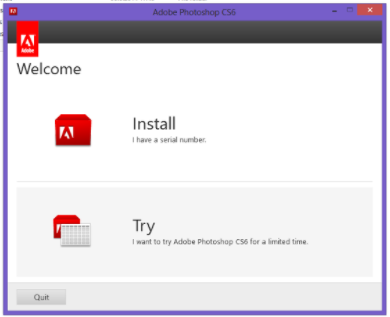 Adobe Photoshop CS6
Adobe
Welcome
Install
I have a serial number.
Try
I want to try Adobe Photoshop CS6 for a limited time.
Quit